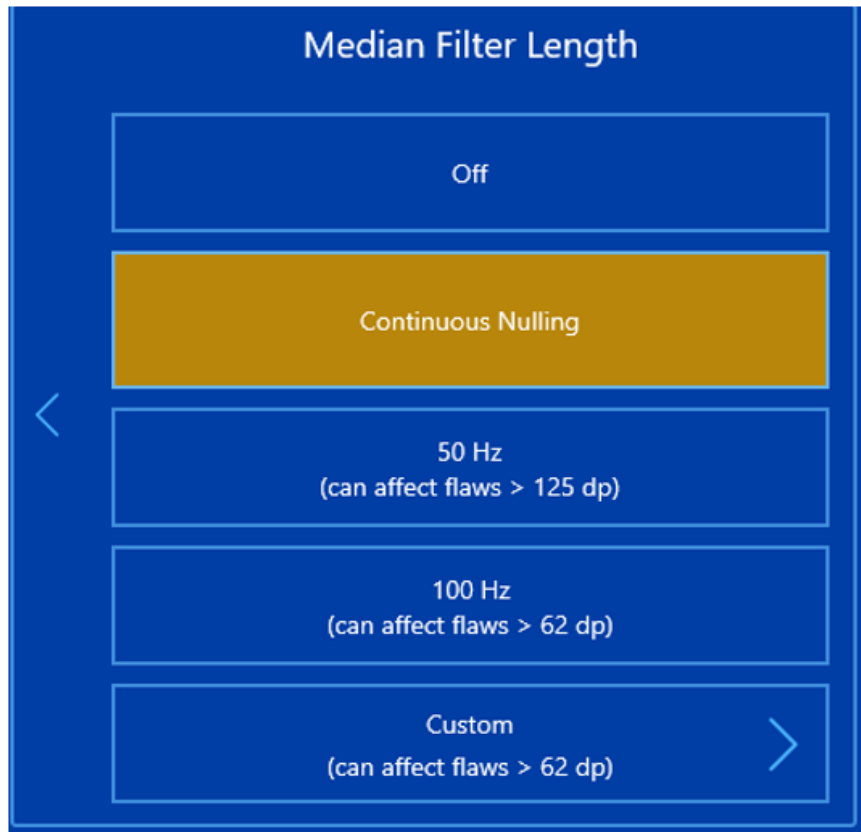 Median Filter Length
Off
Continuous Nulling
50 Hz
(can affect flaws > 125 dp)
100 Hz
(can affect flaws > 62 dp)
Custom
(can affect flaws > 62 dp)